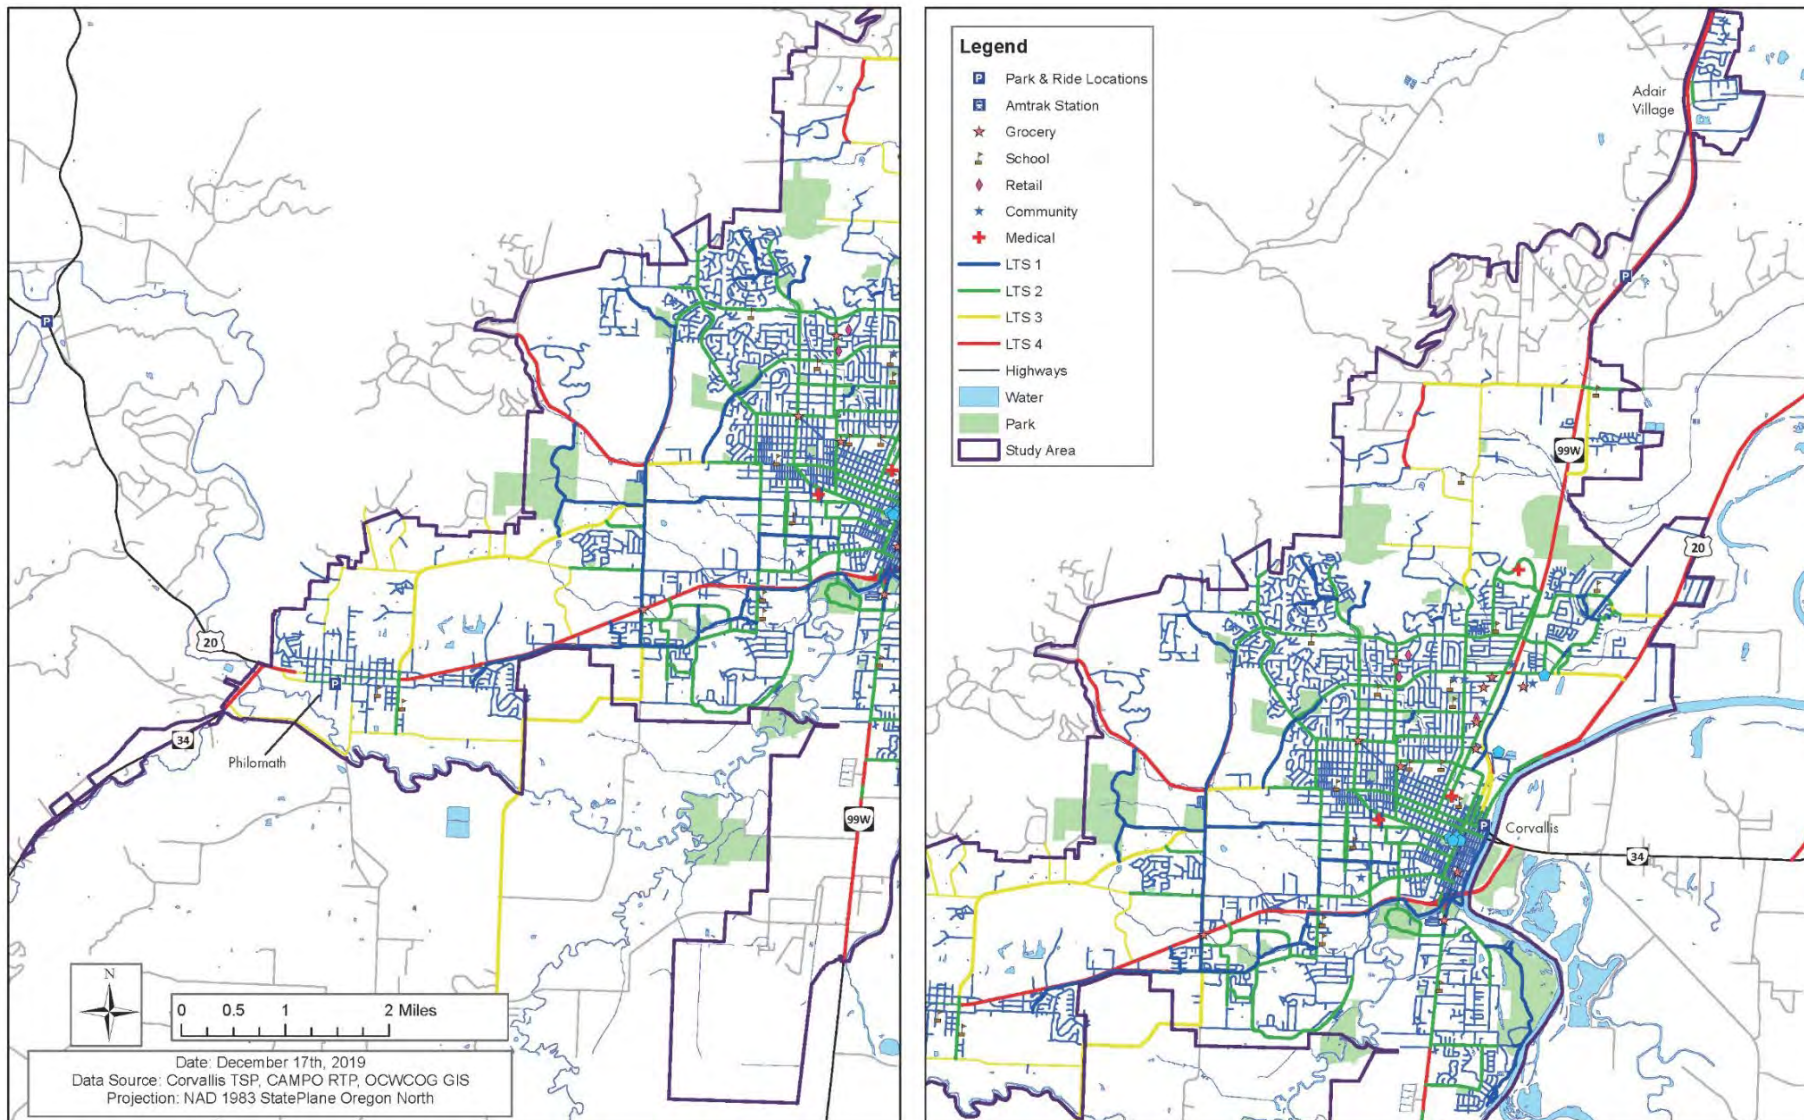 20
34
Philomath
99W
N
0 0.5 1 2 Miles
Date: December 17th, 2019
Data Source: Corvallis TSP, CAMPO RTP, OCWCOG GIS
Projection: NAD 1983 StatePlane Oregon North
P
P
Legend
P Park & Ride Locations
Amtrak Station
Grocery
School
Retail
Community
Medical
LTS 1
LTS 2
LTS 3
LTS 4
Highways
Water
Park
Study Area
Adair
Village
P
99W
20
P
Corvallis
34